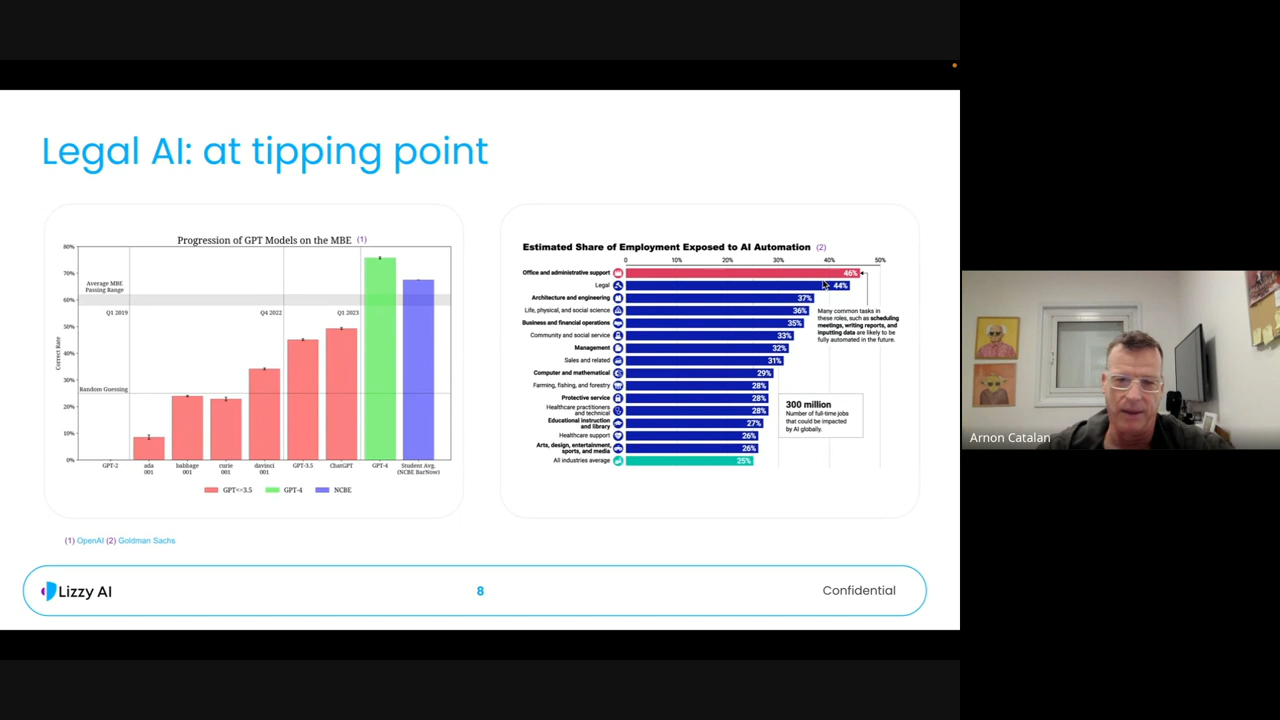 Legal AI: at tipping point
Progression of GPT Models on the MBE (1)
80%
70%
60%
50%
40%
30%
20%
10%
0%
Correct Rate
Average MBE
Passing Range
Q1 2019
Q4 2022
Q1 2023
Random Guessing
GPT-2
ada
001
babbage
001
curie
001
davinci
001
GPT-3.5
ChatGPT
GPT-4
Student Avg.
(NCBE BarNow)
GPT<=3.5
GPT-4
NCBE
Estimated Share of Employment Exposed to AI Automation (2)
0 10% 20% 30% 40% 50%
Office and administrative support 46%
Legal 44%
Architecture and engineering 37%
Life, physical, and social science 36%
Business and financial operations 35%
Community and social service 33%
Management 32%
Sales and related 31%
Computer and mathematical 29%
Farming, fishing, and forestry 28%
Protective service 28%
Healthcare practitioners
and technical 28%
Educational instruction
and library 27%
Healthcare support 26%
Arts, design, entertainment,
sports, and media 26%
All industries average 25%
Many common tasks in
these roles, such as scheduling
meetings, writing reports, and
inputting data are likely to be
fully automated in the future.
300 million
Number of full-time jobs
that could be impacted
by AI globally.
(1) OpenAI (2) Goldman Sachs
Lizzy AI
8
Confidential
Arnon Catalan